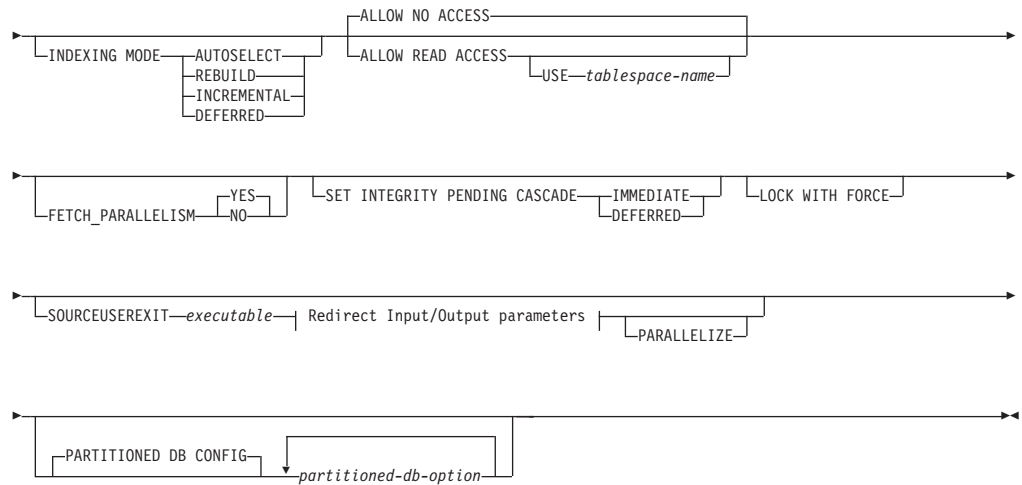 ALLOW NO ACCESS
INDEXING MODE AUTOSELECT ALLOW READ ACCESS
REBUILD USE tablespace-name
INCREMENTAL
DEFERRED
YES SET INTEGRITY PENDING CASCADE IMMEDIATE LOCK WITH FORCE
FETCH_PARALLELISM NO DEFERRED
SOURCEUSEREXIT executable Redirect Input/Output parameters
PARALLELIZE
PARTITIONED DB CONFIG
partitioned-db-option